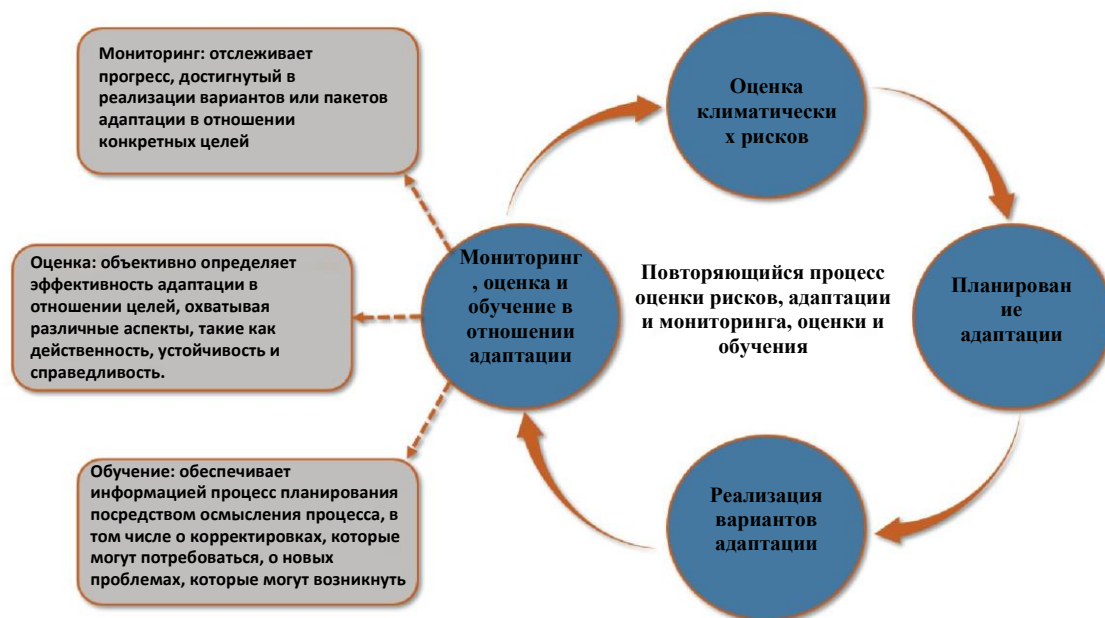 Мониторинг: отслеживает
прогресс, достигнутый в
реализации вариантов или пакетов
адаптации в отношении
конкретных целей
Оценка
климатически
х рисков
Оценка: объективно определяет
эффективность адаптации в
отношении целей, охватывая
различные аспекты, такие как
действенность, устойчивость и
справедливость.
Мониторинг
, оценка и
обучение в
отношении
адаптации
Повторяющийся процесс
оценки рисков, адаптации
и мониторинга, оценки и
обучения
Планирован
ие
адаптации
Обучение: обеспечивает
информацией процесс планирования
посредством осмысления процесса, в
том числе о корректировках, которые
могут потребоваться, о новых
проблемах, которые могут возникнуть
Реализация
вариантов
адаптации